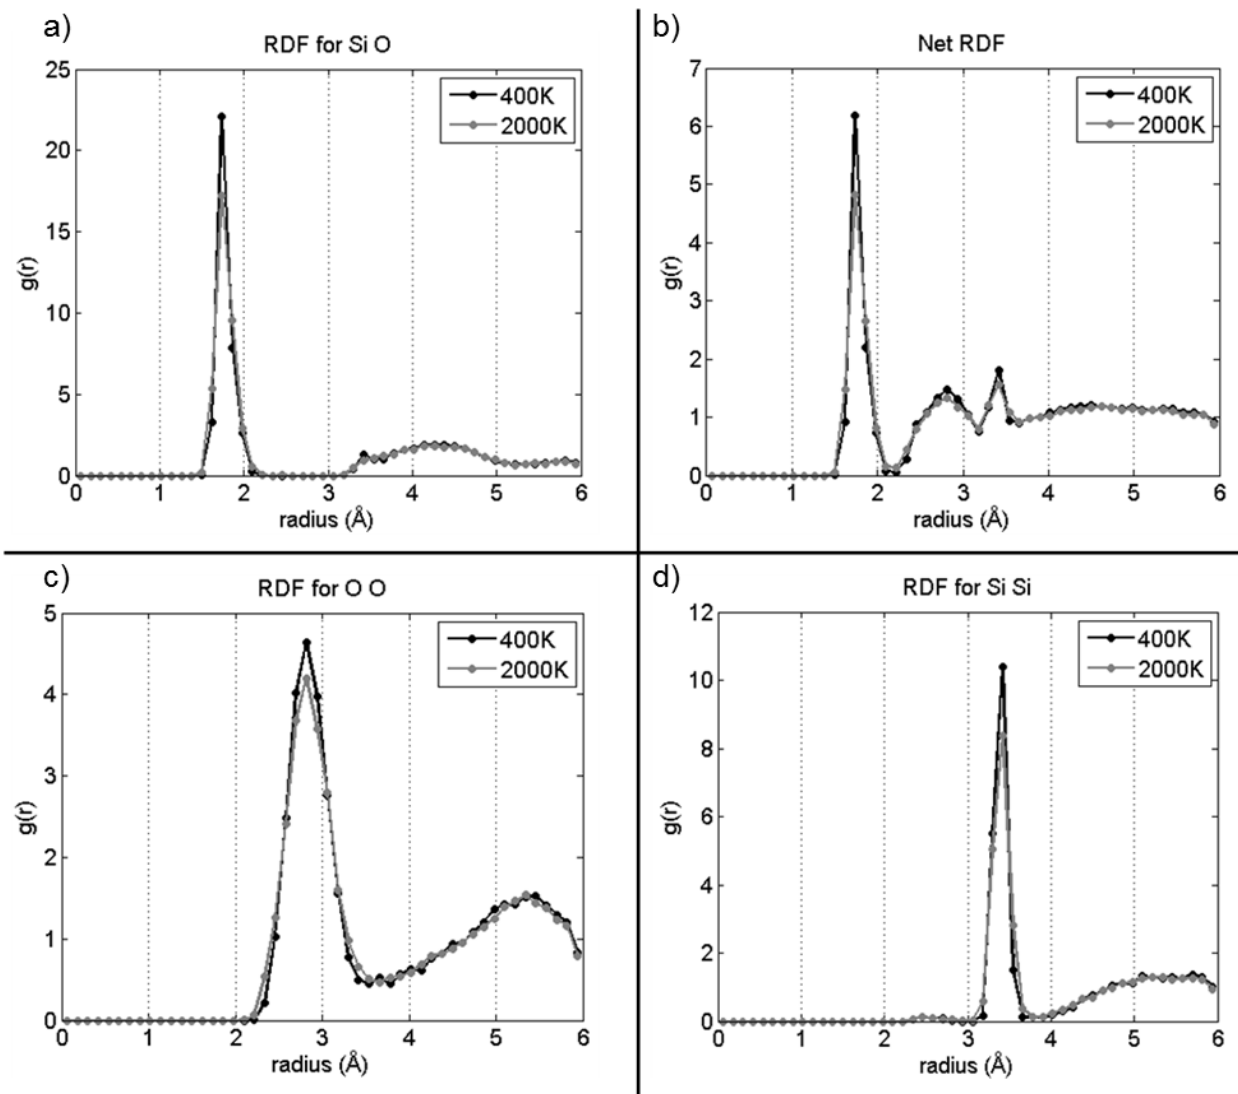 a)
RDF for Si O
25
20
15
10
5
0
g(r)
400K
2000K
0 1 2 3 4 5 6
radius (Å)
b)
Net RDF
7
6
5
4
3
2
1
0
g(r)
400K
2000K
0 1 2 3 4 5 6
radius (Å)
c)
RDF for O O
5
4
3
2
1
0
g(r)
400K
2000K
0 1 2 3 4 5 6
radius (Å)
d)
RDF for Si Si
12
10
8
6
4
2
0
g(r)
400K
2000K
0 1 2 3 4 5 6
radius (Å)